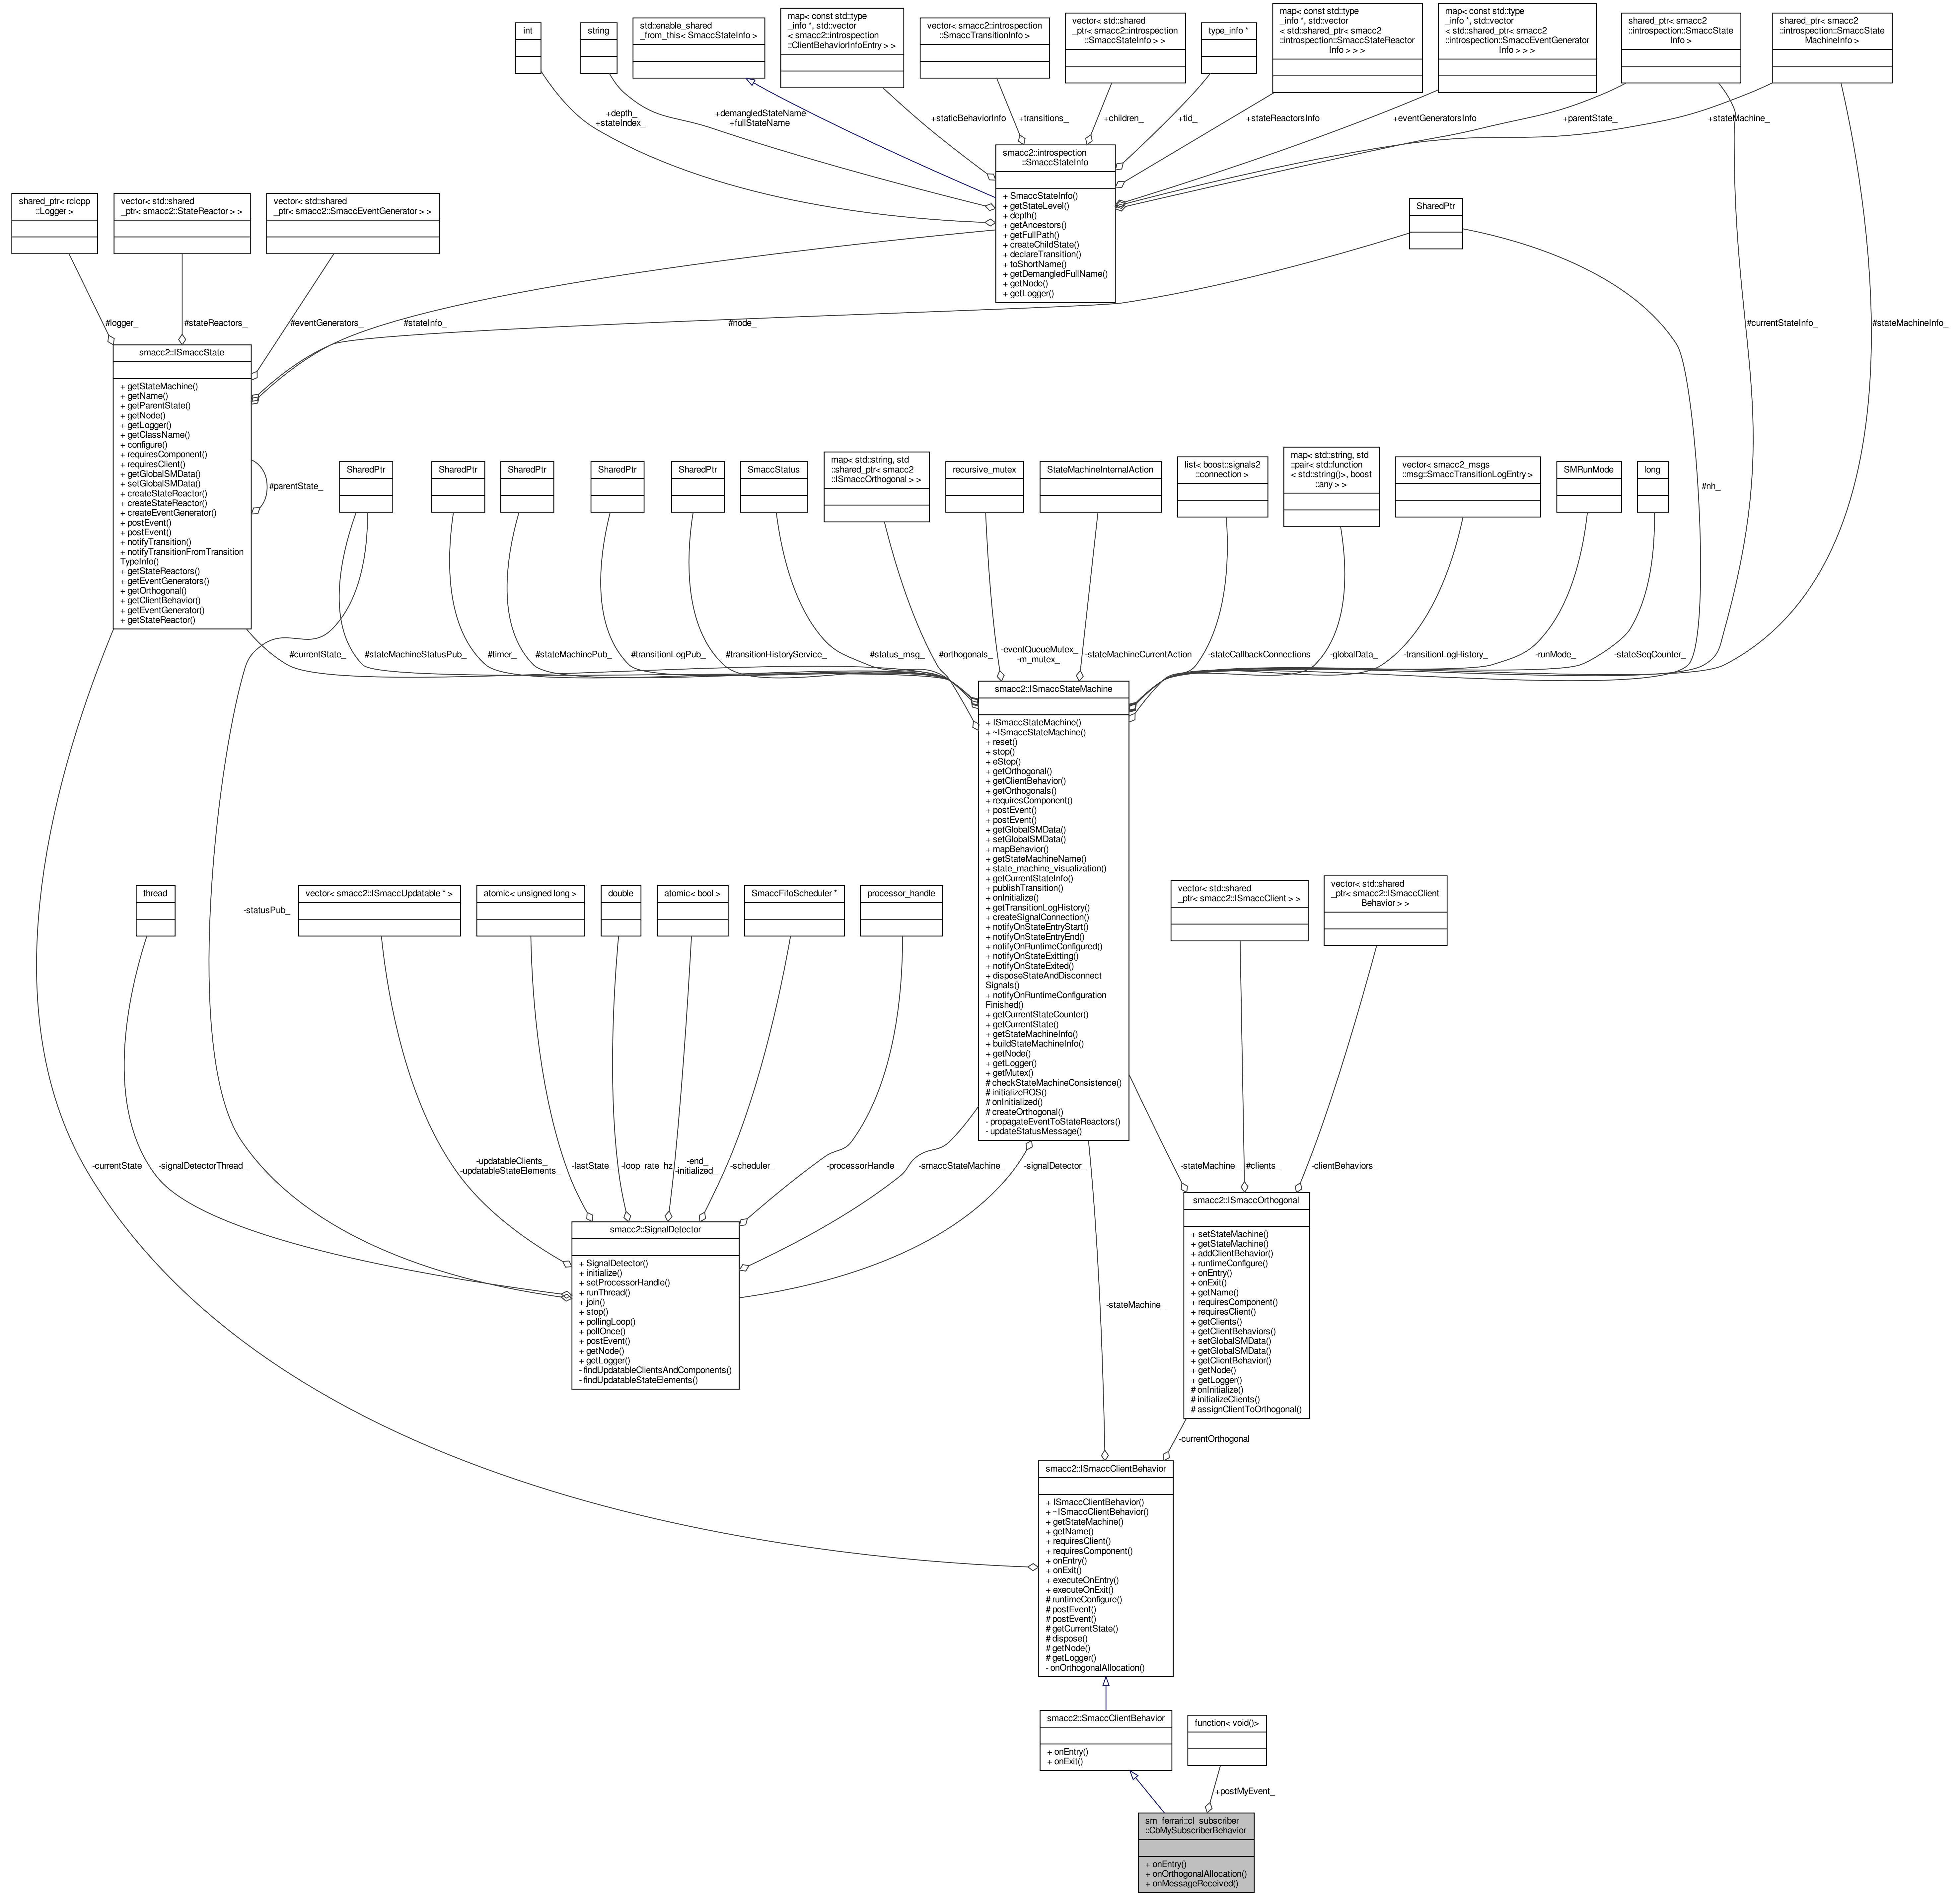 int
string
std::enable_shared
_from_this< SmaccStateInfo >
map< const std::type
_info *, std::vector
< smacc2::introspection
::ClientBehaviorInfoEntry > >
vector< smacc2::introspection
::SmaccTransitionInfo >
vector< std::shared
_ptr< smacc2::introspection
::SmaccStateInfo > >
type_info *
map< const std::type
_info *, std::vector
< std::shared_ptr< smacc2
::introspection::SmaccStateReactor
Info > > >
map< const std::type
_info *, std::vector
< std::shared_ptr< smacc2
::introspection::SmaccEventGenerator
Info > > >
shared_ptr< smacc2
::introspection::SmaccState
Info >
shared_ptr< smacc2
::introspection::SmaccState
MachineInfo >
+depth_
+stateIndex_
+demangledStateName
+fullStateName
+staticBehaviorInfo
+transitions_
+children_
+tid_
+stateReactorsInfo
+eventGeneratorsInfo
+parentState_
+stateMachine_
smacc2::introspection
::SmaccStateInfo
+ SmaccStateInfo()
+ getStateLevel()
+ depth()
+ getAncestors()
+ getFullPath()
+ createChildState()
+ declareTransition()
+ toShortName()
+ getDemangledFullName()
+ getNode()
+ getLogger()
shared_ptr< rclcpp
::Logger >
vector< std::shared
_ptr< smacc2::StateReactor > >
vector< std::shared
_ptr< smacc2::SmaccEventGenerator > >
SharedPtr
#logger_
#stateReactors_
#eventGenerators_
#stateInfo_
#node_
#currentStateInfo_
#stateMachineInfo_
smacc2::ISmaccState
+ getStateMachine()
+ getName()
+ getParentState()
+ getNode()
+ getLogger()
+ getClassName()
+ configure()
+ requiresComponent()
+ requiresClient()
+ getGlobalSMData()
+ setGlobalSMData()
+ createStateReactor()
+ createStateReactor()
+ createEventGenerator()
+ postEvent()
+ postEvent()
+ notifyTransition()
+ notifyTransitionFromTransition
TypeInfo()
+ getStateReactors()
+ getEventGenerators()
+ getOrthogonal()
+ getClientBehavior()
+ getEventGenerator()
+ getStateReactor()
#parentState_
SharedPtr
SharedPtr
SharedPtr
SharedPtr
SharedPtr
SmaccStatus
map< std::string, std
::shared_ptr< smacc2
::ISmaccOrthogonal > >
recursive_mutex
StateMachineInternalAction
list< boost::signals2
::connection >
map< std::string, std
::pair< std::function
< std::string()>, boost
::any > >
vector< smacc2_msgs
::msg::SmaccTransitionLogEntry >
SMRunMode
long
#nh_
#currentState_
#stateMachineStatusPub_
#timer_
#stateMachinePub_
#transitionLogPub_
#transitionHistoryService_
#status_msg_
#orthogonals_
-eventQueueMutex_
-m_mutex_
-stateMachineCurrentAction
-stateCallbackConnections
-globalData_
-transitionLogHistory_
-runMode_
-stateSeqCounter_
smacc2::ISmaccStateMachine
+ ISmaccStateMachine()
+ ~ISmaccStateMachine()
+ reset()
+ stop()
+ eStop()
+ getOrthogonal()
+ getClientBehavior()
+ getOrthogonals()
+ requiresComponent()
+ postEvent()
+ postEvent()
+ getGlobalSMData()
+ setGlobalSMData()
+ mapBehavior()
+ getStateMachineName()
+ state_machine_visualization()
+ getCurrentStateInfo()
+ publishTransition()
+ onInitialize()
+ getTransitionLogHistory()
+ createSignalConnection()
+ notifyOnStateEntryStart()
+ notifyOnStateEntryEnd()
+ notifyOnRuntimeConfigured()
+ notifyOnStateExitting()
+ notifyOnStateExited()
+ disposeStateAndDisconnect
Signals()
+ notifyOnRuntimeConfiguration
Finished()
+ getCurrentStateCounter()
+ getCurrentState()
+ getStateMachineInfo()
+ buildStateMachineInfo()
+ getNode()
+ getLogger()
+ getMutex()
# checkStateMachineConsistence()
# initializeROS()
# onInitialized()
# createOrthogonal()
- propagateEventToStateReactors()
- updateStatusMessage()
thread
-statusPub_
vector< smacc2::ISmaccUpdatable * >
atomic< unsigned long >
double
atomic< bool >
SmaccFifoScheduler *
processor_handle
vector< std::shared
_ptr< smacc2::ISmaccClient > >
vector< std::shared
_ptr< smacc2::ISmaccClient
Behavior > >
-currentState
-signalDetectorThread_
-updatableClients_
-updatableStateElements_
-lastState_
-loop_rate_hz
-end_
-initialized_
-scheduler_
-processorHandle_
-smaccStateMachine_
-signalDetector_
-stateMachine_
#clients_
-clientBehaviors_
smacc2::SignalDetector
+ SignalDetector()
+ initialize()
+ setProcessorHandle()
+ runThread()
+ join()
+ stop()
+ pollingLoop()
+ pollOnce()
+ postEvent()
+ getNode()
+ getLogger()
- findUpdatableClientsAndComponents()
- findUpdatableStateElements()
-stateMachine_
smacc2::ISmaccOrthogonal
+ setStateMachine()
+ getStateMachine()
+ addClientBehavior()
+ runtimeConfigure()
+ onEntry()
+ onExit()
+ getName()
+ requiresComponent()
+ requiresClient()
+ getClients()
+ getClientBehaviors()
+ setGlobalSMData()
+ getGlobalSMData()
+ getClientBehavior()
+ getNode()
+ getLogger()
# onInitialize()
# initializeClients()
# assignClientToOrthogonal()
-currentOrthogonal
smacc2::ISmaccClientBehavior
+ ISmaccClientBehavior()
+ ~ISmaccClientBehavior()
+ getStateMachine()
+ getName()
+ requiresClient()
+ requiresComponent()
+ onEntry()
+ onExit()
+ executeOnEntry()
+ executeOnExit()
# runtimeConfigure()
# postEvent()
# postEvent()
# getCurrentState()
# dispose()
# getNode()
# getLogger()
- onOrthogonalAllocation()
smacc2::SmaccClientBehavior
+ onEntry()
+ onExit()
function< void()>
+postMyEvent_
sm_ferrari::cl_subscriber
::CbMySubscriberBehavior
+ onEntry()
+ onOrthogonalAllocation()
+ onMessageReceived()